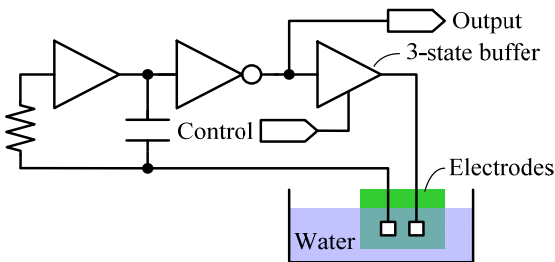 Output
3-state buffer
Control
Electrodes
Water